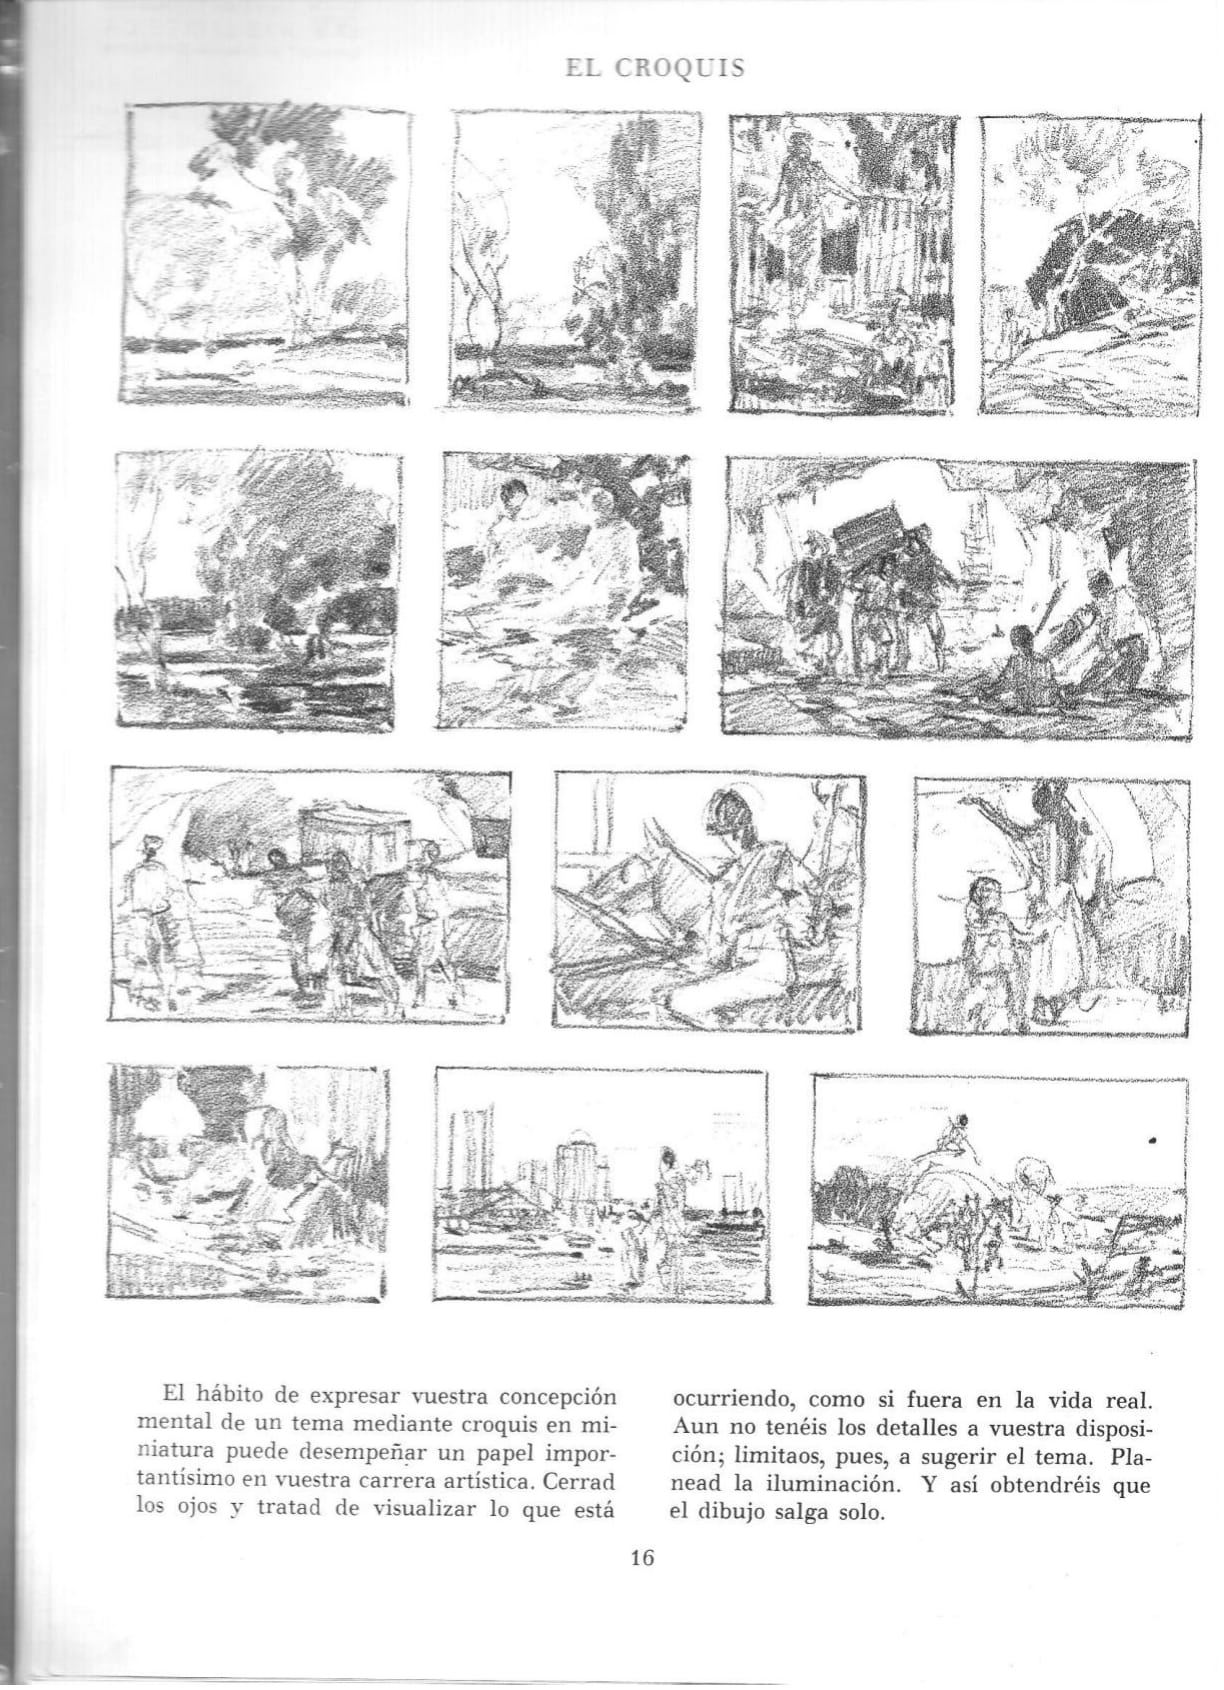 EL CROQUIS
El hábito de expresar vuestra concepción
mental de un tema mediante croquis en mi-
niatura puede desempeñar un papel impor-
tantísimo en vuestra carrera artística. Cerrad
los ojos y tratad de visualizar lo que está
ocurriendo, como si fuera en la vida real.
Aun no tenéis los detalles a vuestra disposi-
ción; limitaos, pues, a sugerir el tema. Pla-
nead la iluminación. Y así obtendréis que
el dibujo salga solo.
16